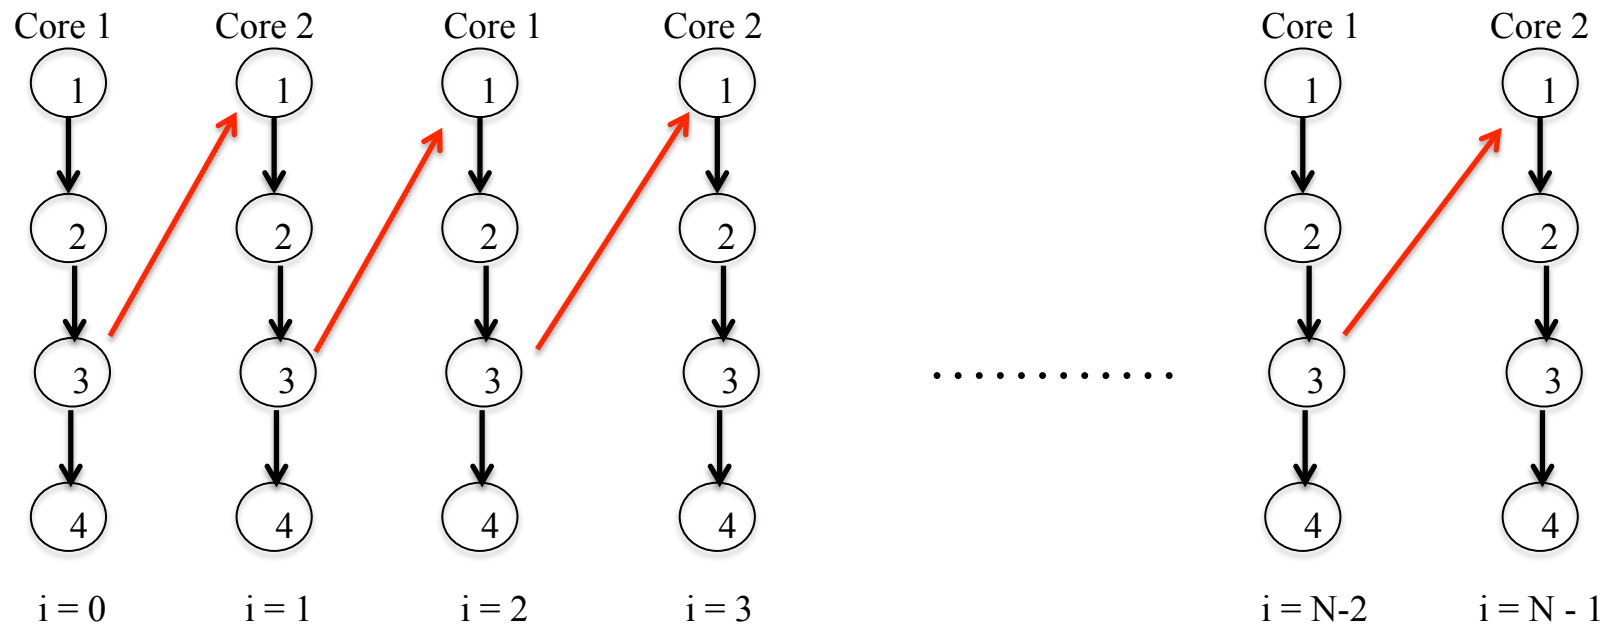 Core 1 Core 2 Core 1 Core 2 Core 1 Core 2
1 1 1 1 1 1
2 2 2 2 2 2
3 3 3 3 ............ 3 3
4 4 4 4 4 4
i = 0 i = 1 i = 2 i = 3 i = N-2 i = N - 1